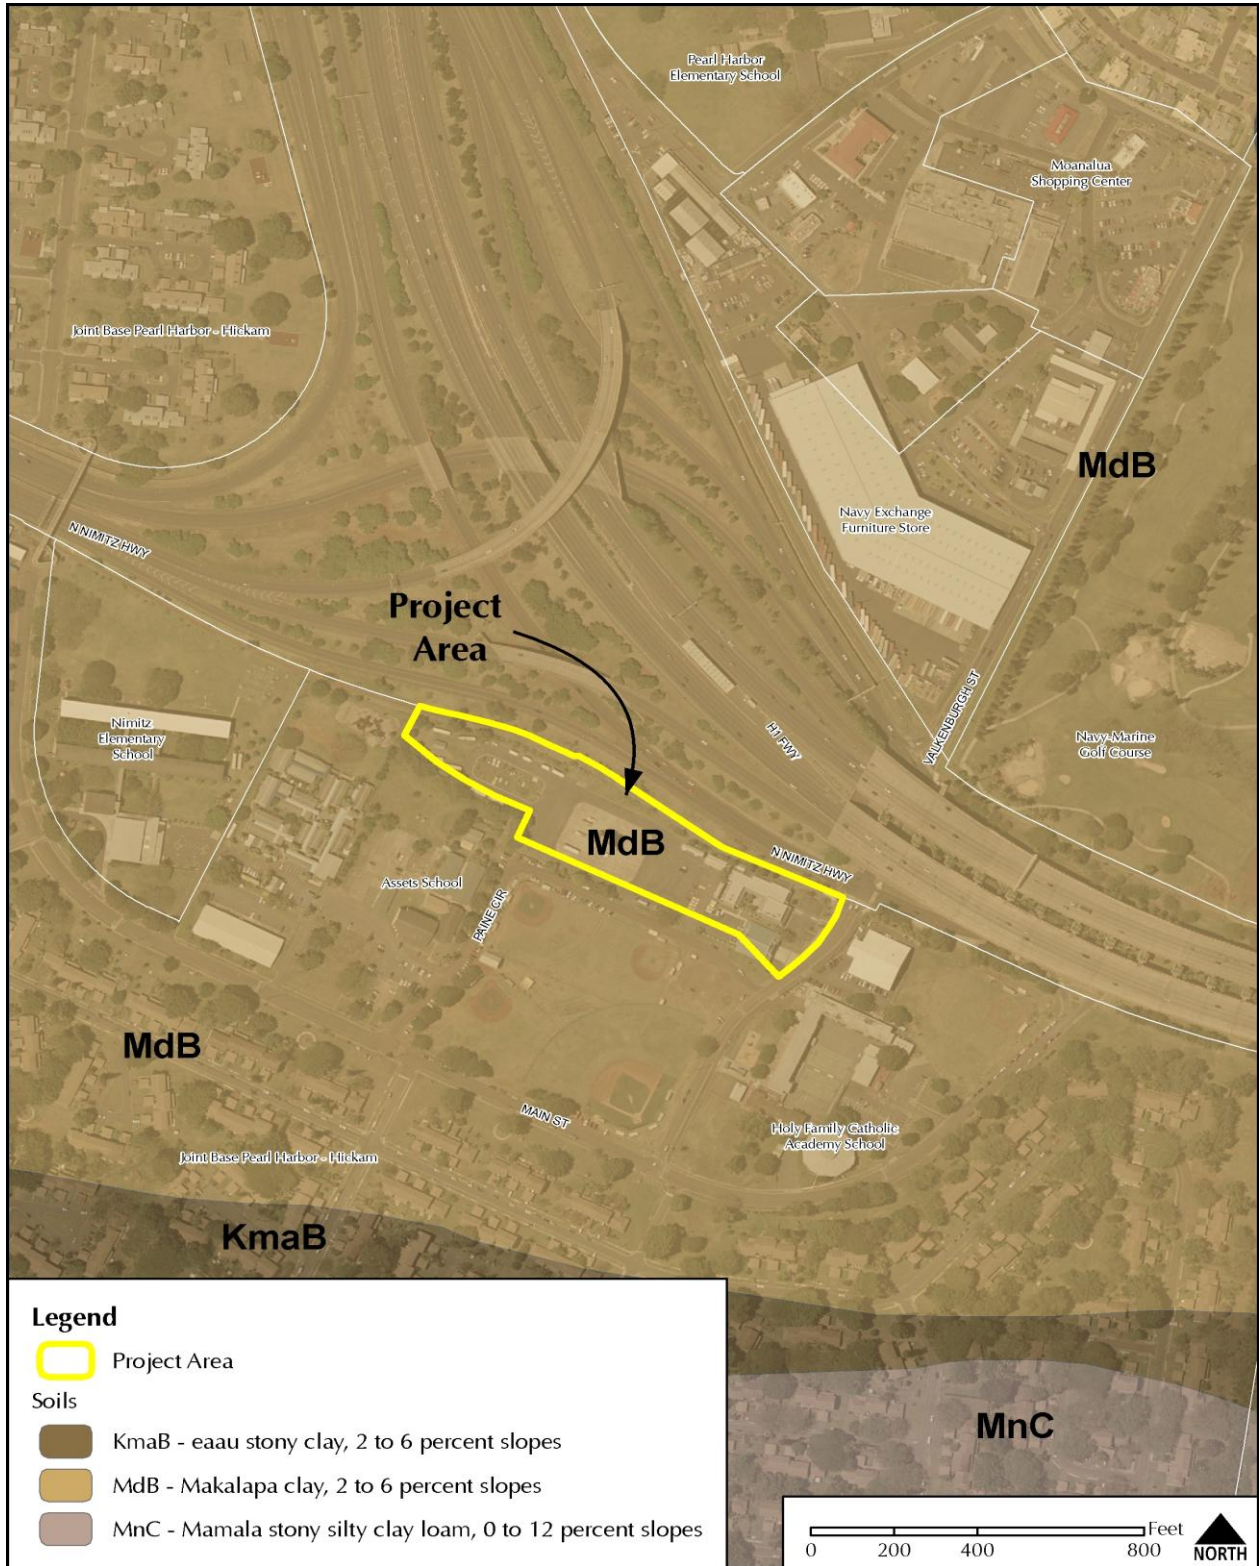 Pearl Harbor
Elementary School
Moanalua
Shopping Center
Joint Base Pearl Harbor - Hickam
MdB
Navy Exchange
Furniture Store
N NIMITZ HWY
Project
Area
Nimitz
Elementary
School
H1 FWY
VALKENBURGH ST
Navy-Marine
Golf Course
MdB
N NIMITZ HWY
Assets School
PAINE CIR
MdB
MAIN ST
Holy Family Catholic
Academy School
Joint Base Pearl Harbor - Hickam
KmaB
MnC
Legend
Project Area
Soils
KmaB - eaau stony clay, 2 to 6 percent slopes
MdB - Makalapa clay, 2 to 6 percent slopes
MnC - Mamala stony silty clay loam, 0 to 12 percent slopes
Feet
0 200 400 800
NORTH